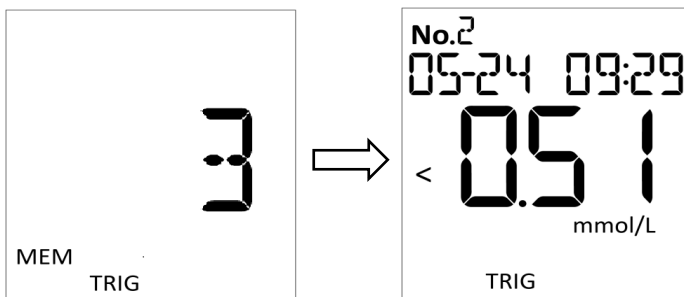 3
MEM
TRIG
No.2
05-24 09:29
< 0.51
mmol/L
TRIG